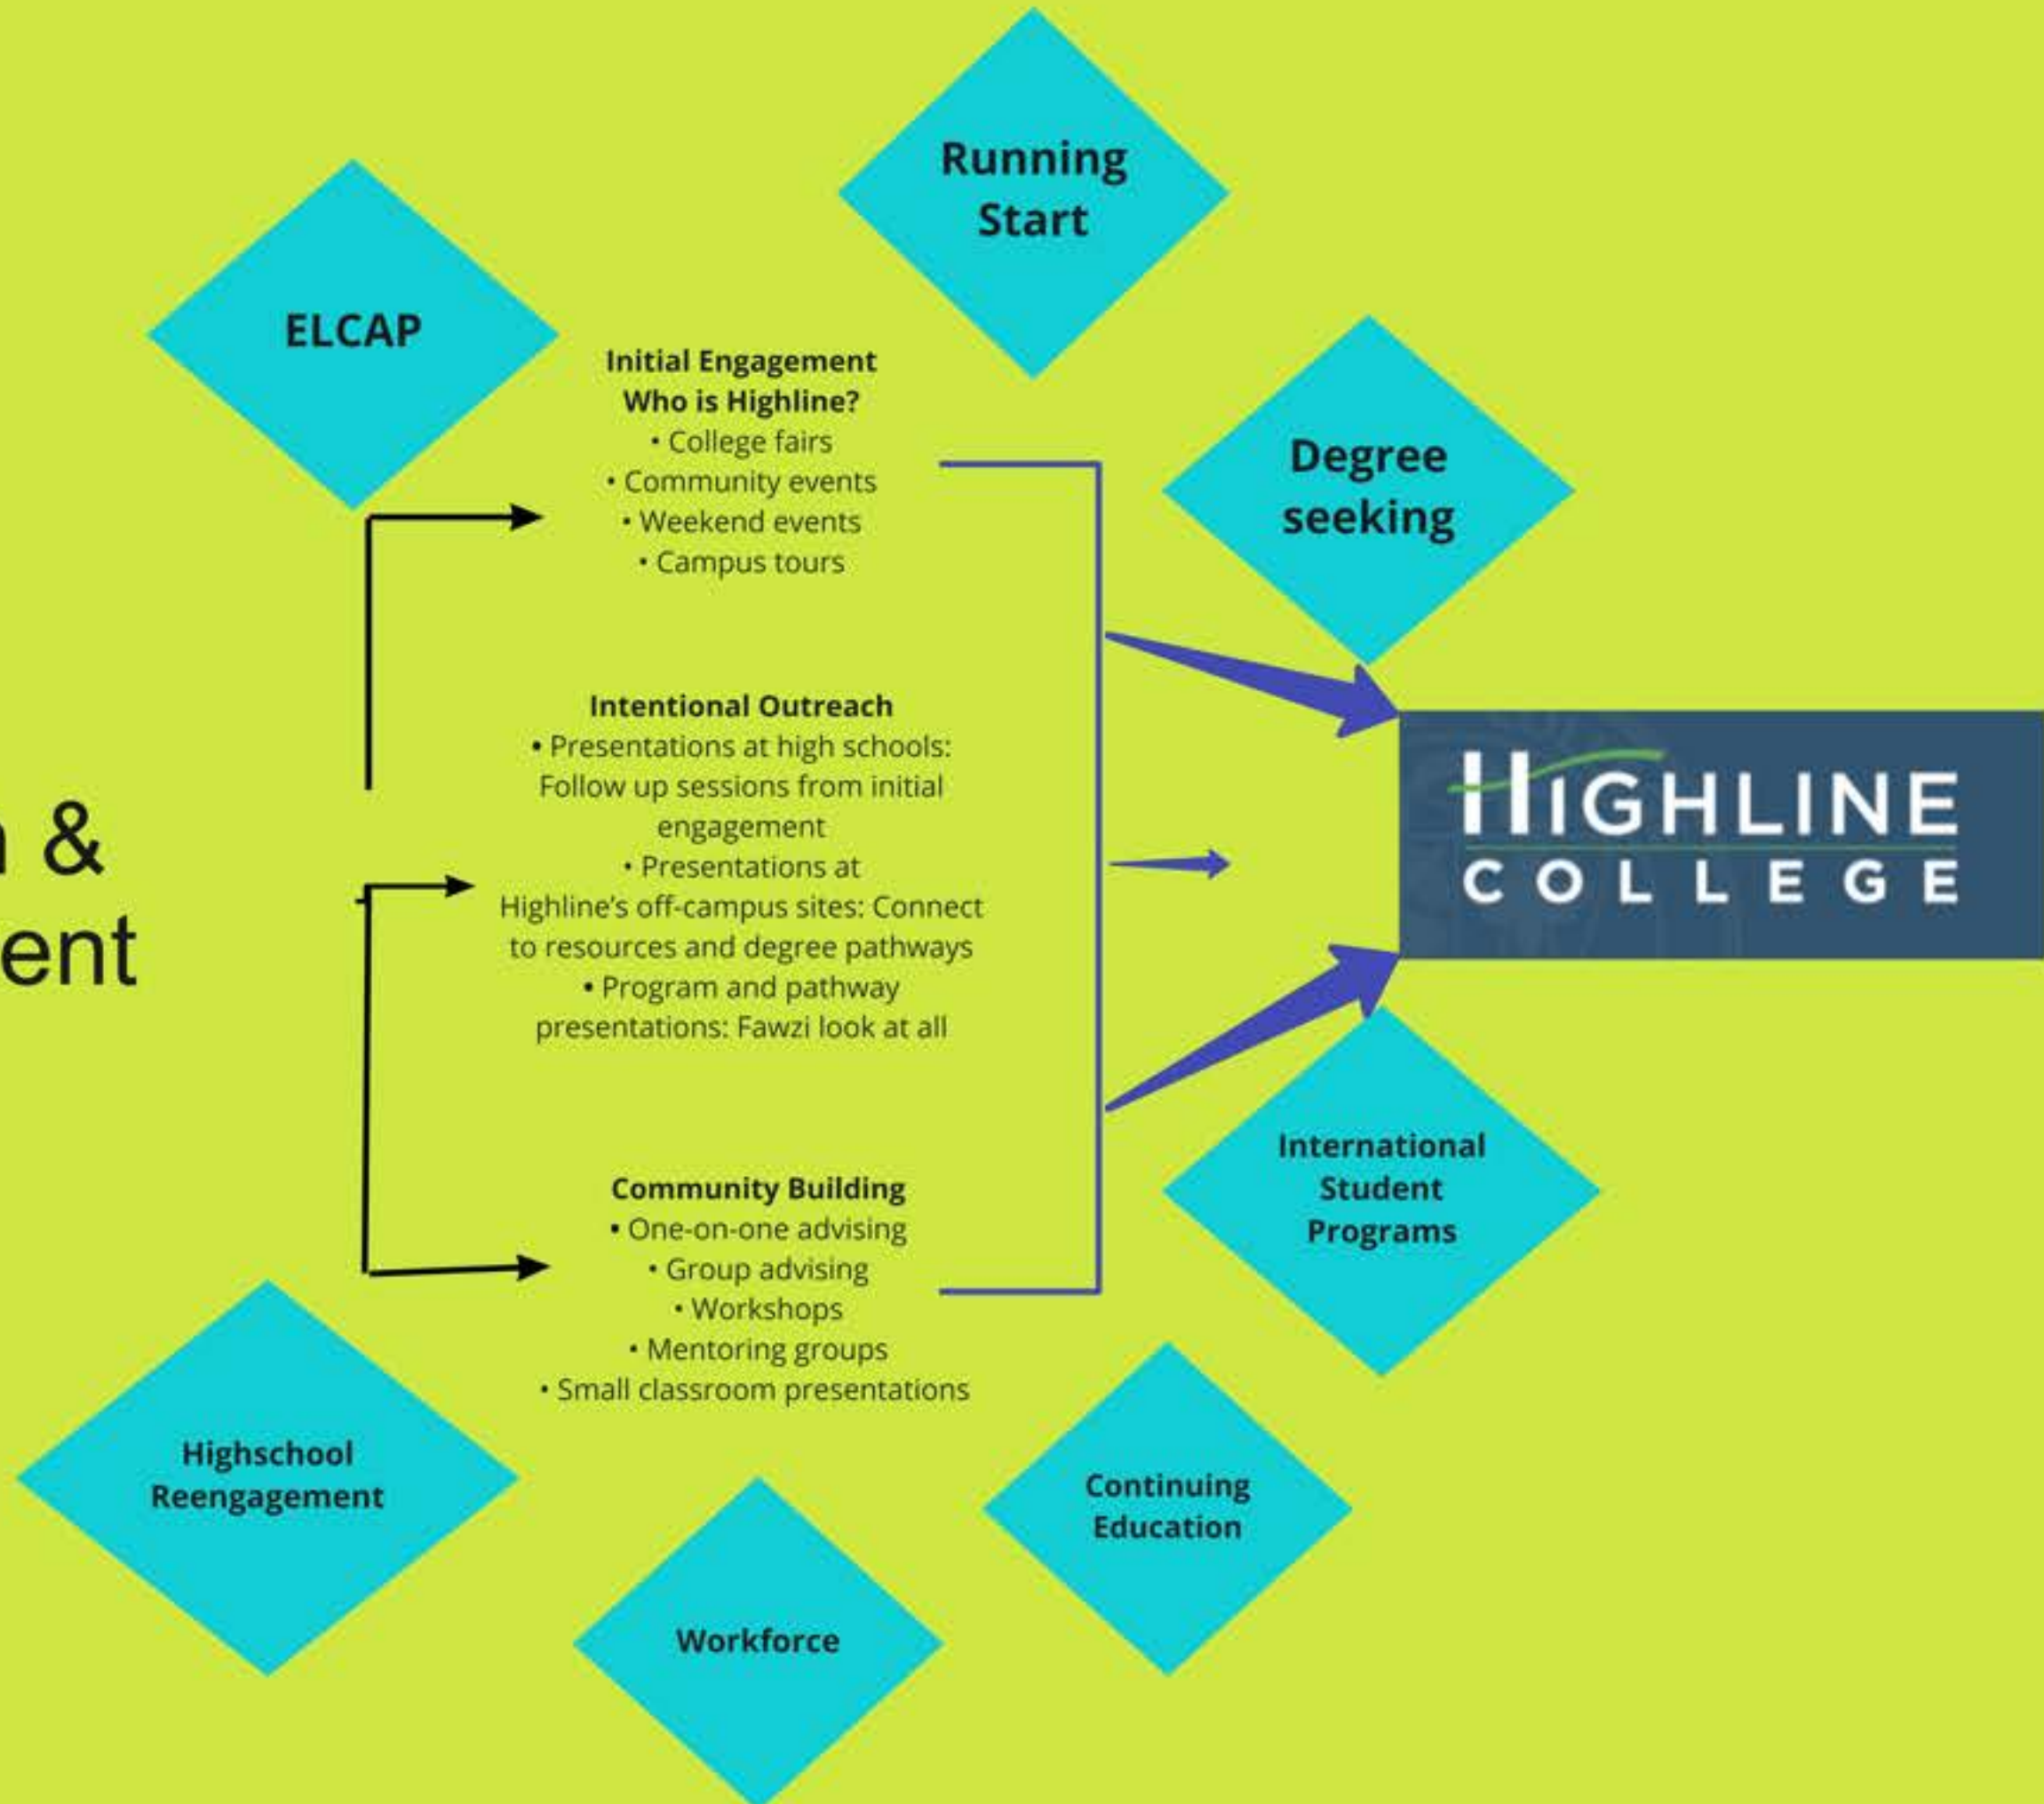 Running
Start
ELCAP
Initial Engagement
Who is Highline?
• College fairs
• Community events
• Weekend events
• Campus tours
Degree
seeking
Intentional Outreach
• Presentations at high schools:
Follow up sessions from initial
engagement
• Presentations at
Highline's off-campus sites: Connect
to resources and degree pathways
• Program and pathway
presentations: Fawzi look at all
&
ent
HIGHLINE
COLLEGE
Community Building
• One-on-one advising
• Group advising
• Workshops
• Mentoring groups
• Small classroom presentations
International
Student
Programs
Highschool
Reengagement
Continuing
Education
Workforce